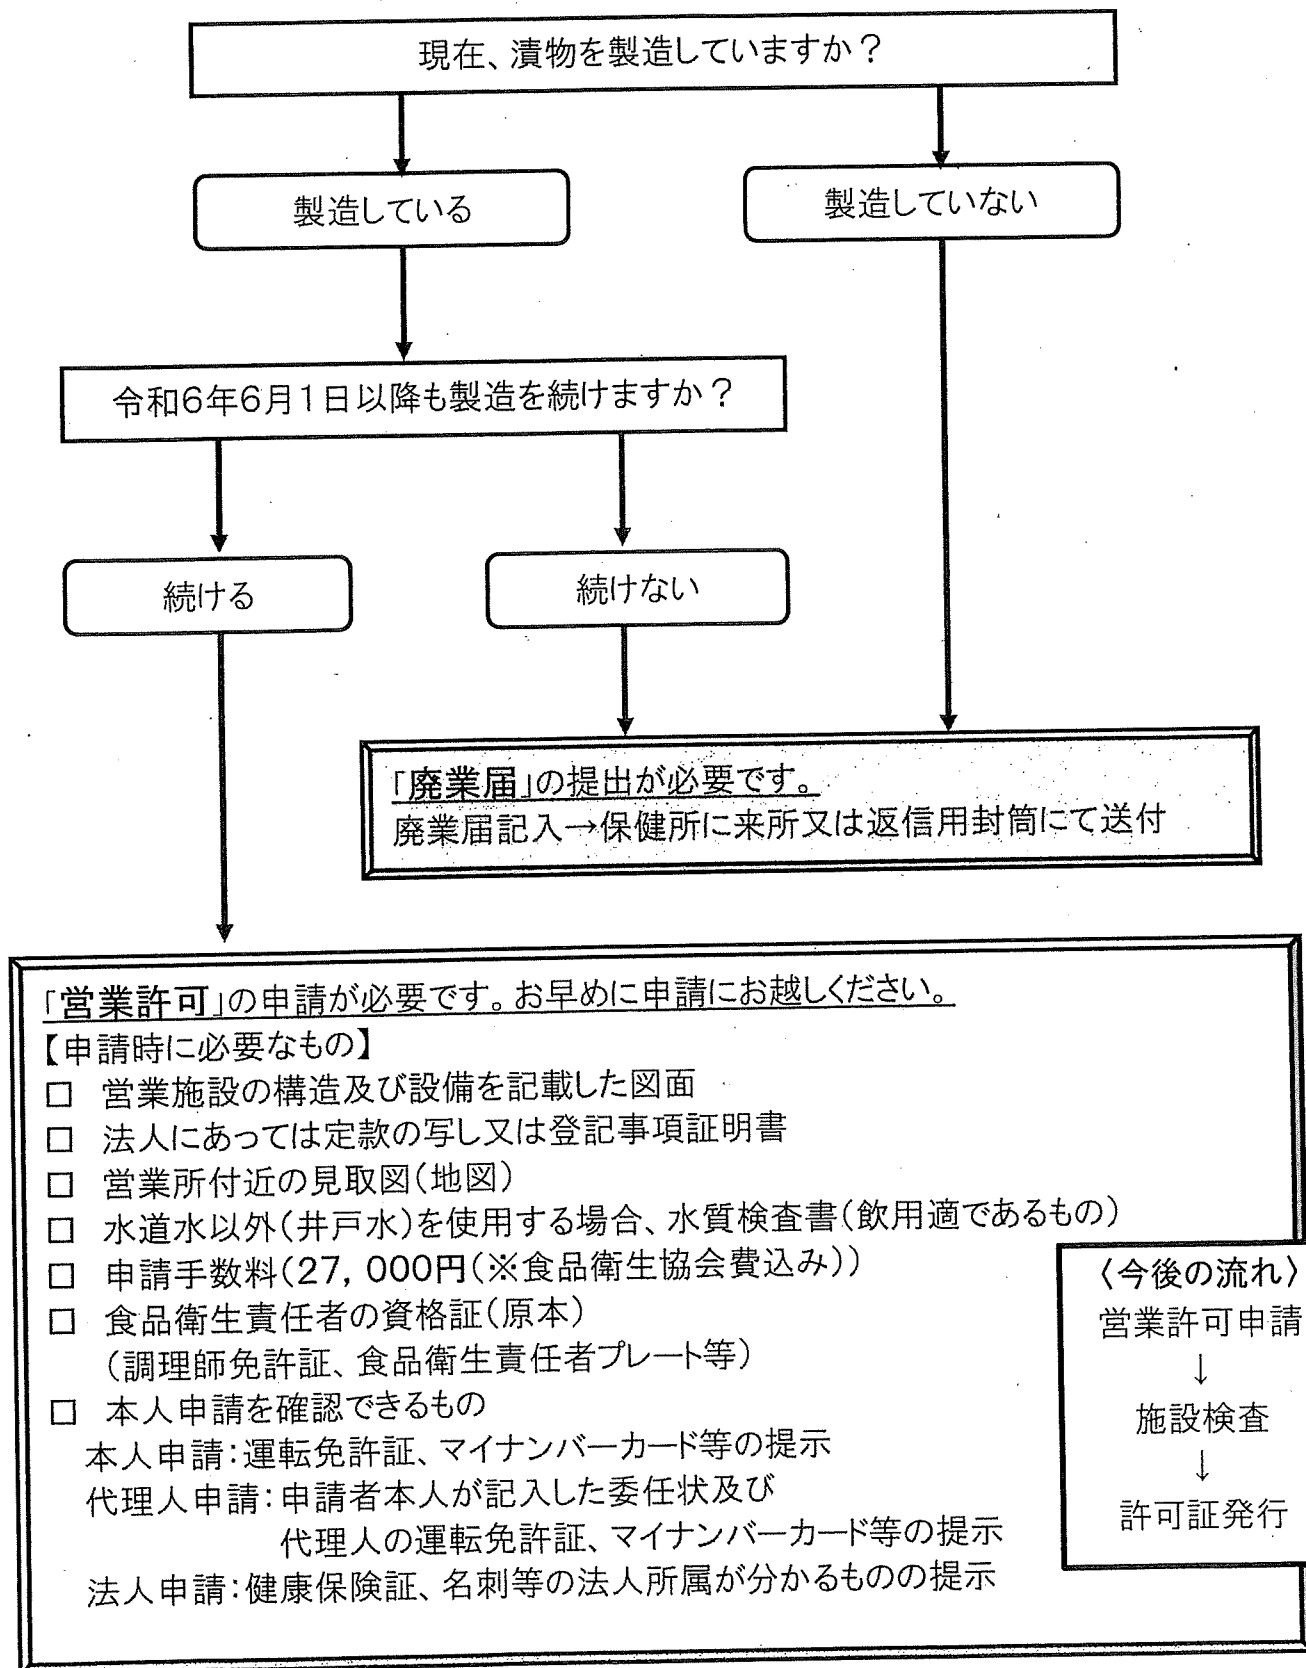 現在、漬物を製造していますか？
製造している
製造していない
令和6年6月1日以降も製造を続けますか？
続ける
続けない
「廃業届」の提出が必要です。
廃業届記入→保健所に来所又は返信用封筒にて送付
「営業許可」の申請が必要です。お早めに申請にお越しください。
【申請時に必要なもの】
□ 営業施設の構造及び設備を記載した図面
□ 法人にあっては定款の写し又は登記事項証明書
□ 営業所付近の見取図(地図)
□ 水道水以外(井戸水)を使用する場合、水質検査書(飲用適であるもの)
□ 申請手数料(27，000円(※食品衛生協会費込み))
□ 食品衛生責任者の資格証(原本)
(調理師免許証、食品衛生責任者プレート等)
□ 本人申請を確認できるもの
本人申請：運転免許証、マイナンバーカード等の提示
代理人申請：申請者本人が記入した委任状及び
代理人の運転免許証、マイナンバーカード等の提示
法人申請：健康保険証、名刺等の法人所属が分かるものの提示
〈今後の流れ〉
営業許可申請
↓
施設検査
↓
許可証発行